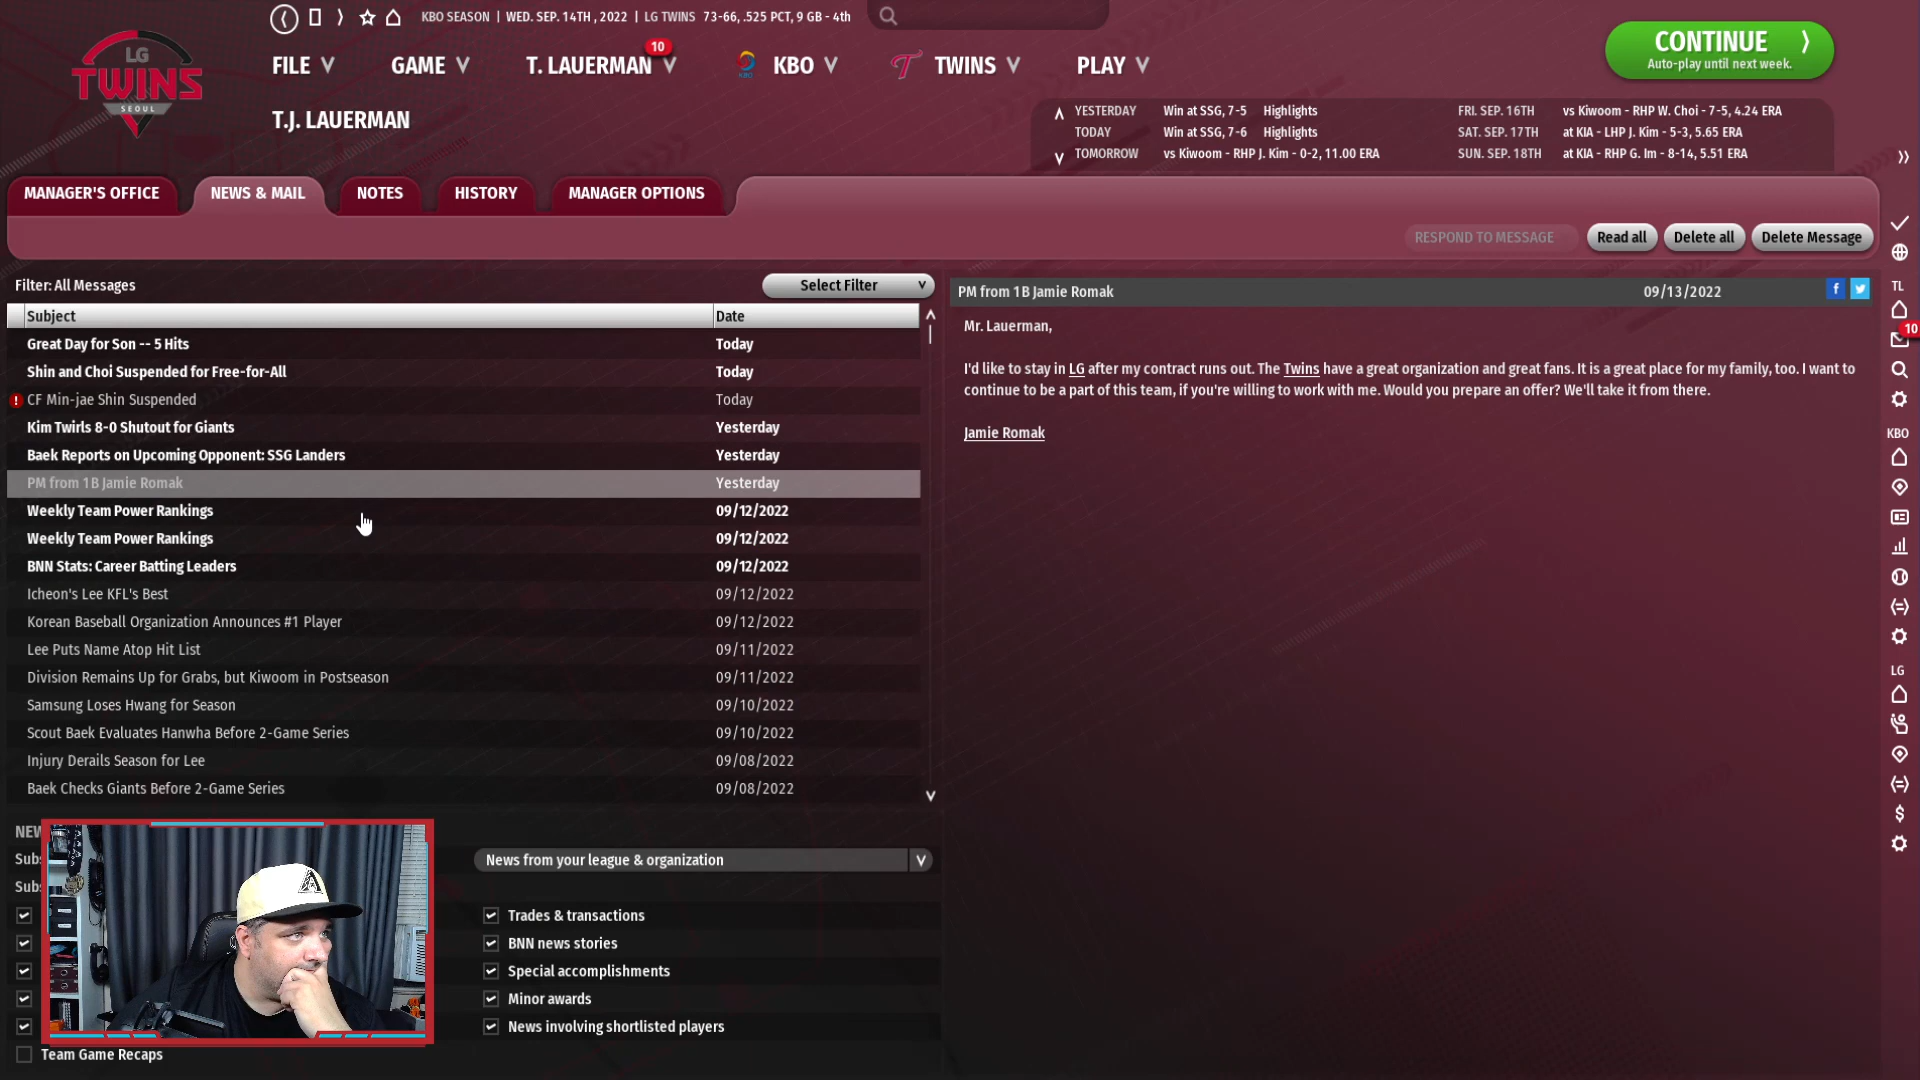 KBO SEASON | WED. SEP. 14TH , 2022 | LG TWINS 73-66, .525 PCT, 9 GB - 4th
LG
TWINS
SEOUL
FILE
GAME
T. LAUERMAN
10
KBO
KBO
TWINS
PLAY
CONTINUE
Auto-play until next week.
T.J. LAUERMAN
YESTERDAY Win at SSG, 7-5 Highlights FRI. SEP. 16TH vs Kiwoom - RHP W. Choi - 7-5, 4.24 ERA
TODAY Win at SSG, 7-6 Highlights SAT. SEP. 17TH at KIA - LHP J. Kim - 5-3, 5.65 ERA
TOMORROW vs Kiwoom - RHP J. Kim - 0-2, 11.00 ERA SUN. SEP. 18TH at KIA - RHP G. Im - 8-14, 5.51 ERA
MANAGER'S OFFICE
NEWS & MAIL
NOTES
HISTORY
MANAGER OPTIONS
RESPOND TO MESSAGE
Read all
Delete all
Delete Message
Filter: All Messages
Select Filter
Subject Date
Great Day for Son -- 5 Hits Today
Shin and Choi Suspended for Free-for-All Today
! CF Min-jae Shin Suspended Today
Kim Twirls 8-0 Shutout for Giants Yesterday
Baek Reports on Upcoming Opponent: SSG Landers Yesterday
PM from 1B Jamie Romak Yesterday
Weekly Team Power Rankings 09/12/2022
Weekly Team Power Rankings 09/12/2022
BNN Stats: Career Batting Leaders 09/12/2022
Icheon's Lee KFL's Best 09/12/2022
Korean Baseball Organization Announces #1 Player 09/12/2022
Lee Puts Name Atop Hit List 09/11/2022
Division Remains Up for Grabs, but Kiwoom in Postseason 09/11/2022
Samsung Loses Hwang for Season 09/10/2022
Scout Baek Evaluates Hanwha Before 2-Game Series 09/10/2022
Injury Derails Season for Lee 09/08/2022
Baek Checks Giants Before 2-Game Series 09/08/2022
PM from 1B Jamie Romak 09/13/2022
Mr. Lauerman,
I'd like to stay in LG after my contract runs out. The Twins have a great organization and great fans. It is a great place for my family, too. I want to
continue to be a part of this team, if you're willing to work with me. Would you prepare an offer? We'll take it from there.
Jamie Romak
TL
10
KBO
LG
$
NEW
Subs
Subs
News from your league & organization
Trades & transactions
BNN news stories
Special accomplishments
Minor awards
News involving shortlisted players
Team Game Recaps